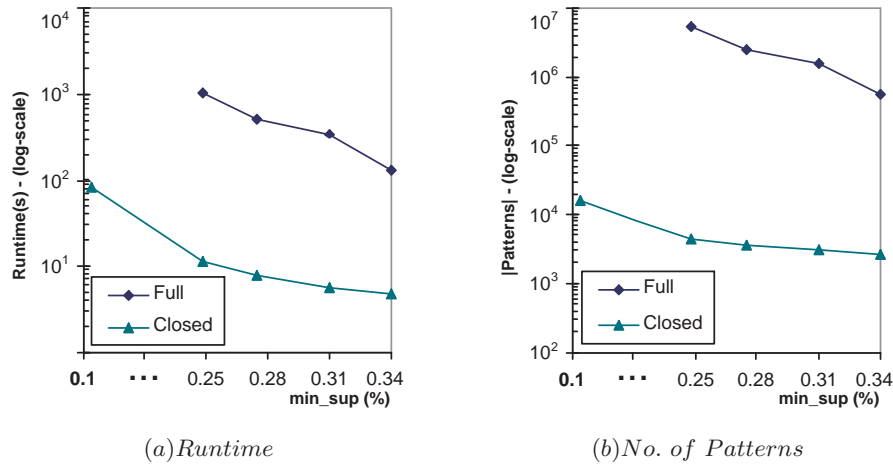 Runtime(s) - (log-scale)
10^4
10^3
10^2
10^1
Full
Closed
0.1 ... 0.25 0.28 0.31 0.34
min_sup (%)
(a)Runtime
|Patterns| - (log-scale)
10^7
10^6
10^5
10^4
10^3
10^2
Full
Closed
0.1 ... 0.25 0.28 0.31 0.34
min_sup (%)
(b)No. of Patterns